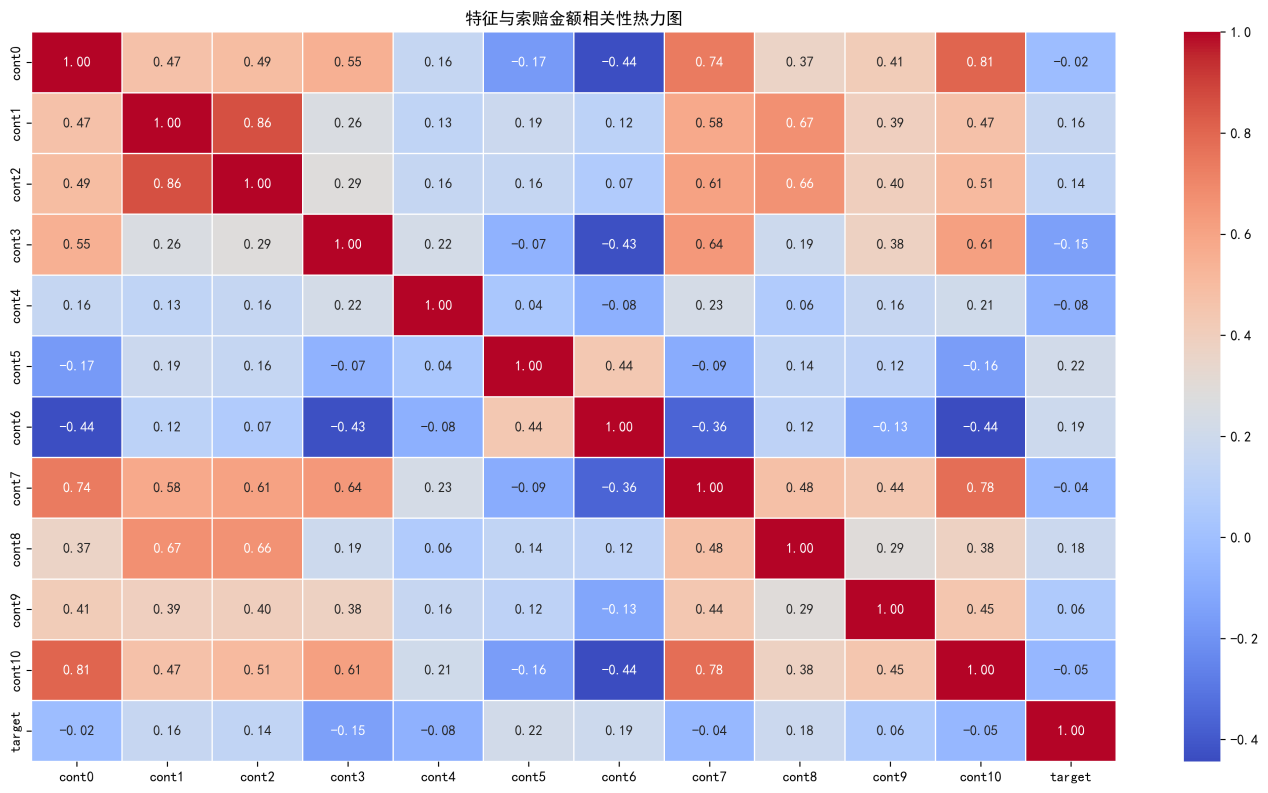 特征与索赔金额相关性热力图
cont0 1.00 0.47 0.49 0.55 0.16 -0.17 -0.44 0.74 0.37 0.41 0.81 -0.02
cont1 0.47 1.00 0.86 0.26 0.13 0.19 0.12 0.58 0.67 0.39 0.47 0.16
cont2 0.49 0.86 1.00 0.29 0.16 0.16 0.07 0.61 0.66 0.40 0.51 0.14
cont3 0.55 0.26 0.29 1.00 0.22 -0.07 -0.43 0.64 0.19 0.38 0.61 -0.15
cont4 0.16 0.13 0.16 0.22 1.00 0.04 -0.08 0.23 0.06 0.16 0.21 -0.08
cont5 -0.17 0.19 0.16 -0.07 0.04 1.00 0.44 -0.09 0.14 0.12 -0.16 0.22
cont6 -0.44 0.12 0.07 -0.43 -0.08 0.44 1.00 -0.36 0.12 -0.13 -0.44 0.19
cont7 0.74 0.58 0.61 0.64 0.23 -0.09 -0.36 1.00 0.48 0.44 0.78 -0.04
cont8 0.37 0.67 0.66 0.19 0.06 0.14 0.12 0.48 1.00 0.29 0.38 0.18
cont9 0.41 0.39 0.40 0.38 0.16 0.12 -0.13 0.44 0.29 1.00 0.45 0.06
cont10 0.81 0.47 0.51 0.61 0.21 -0.16 -0.44 0.78 0.38 0.45 1.00 -0.05
target -0.02 0.16 0.14 -0.15 -0.08 0.22 0.19 -0.04 0.18 0.06 -0.05 1.00
cont0 cont1 cont2 cont3 cont4 cont5 cont6 cont7 cont8 cont9 cont10 target
1.0
0.8
0.6
0.4
0.2
0.0
-0.2
-0.4